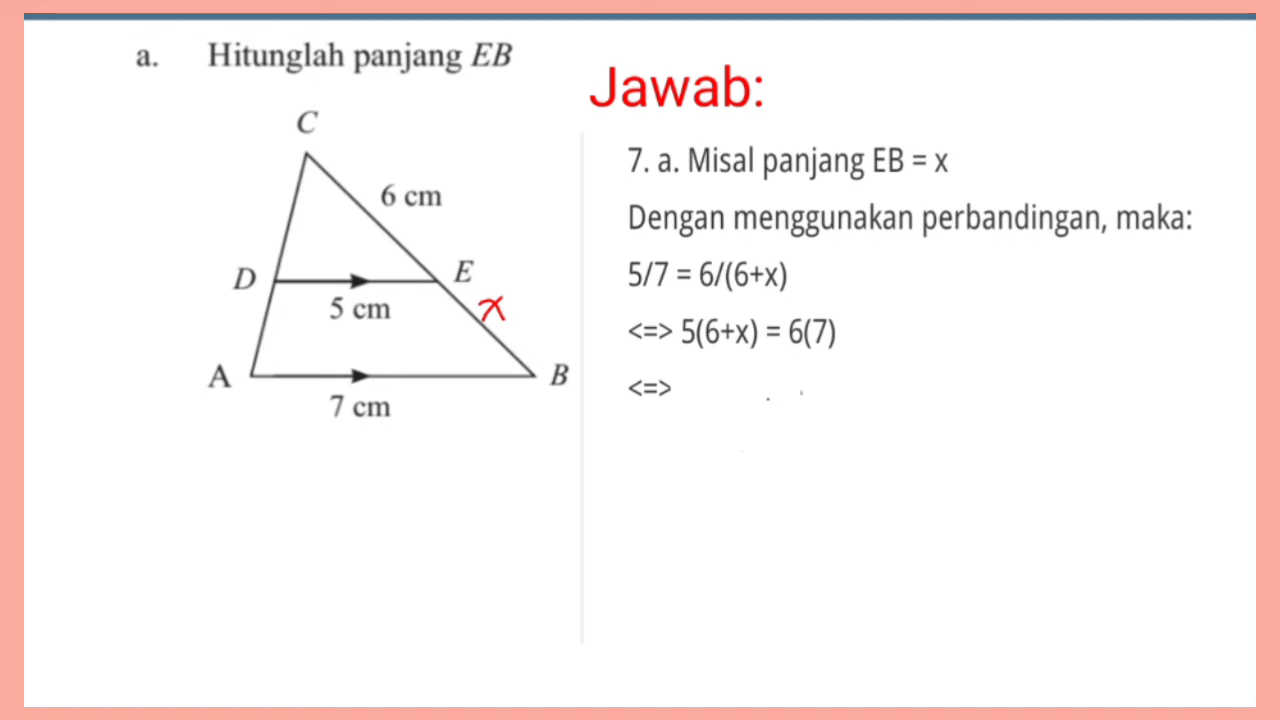 a. Hitunglah panjang EB
C
6 cm
D
E
5 cm
x
A
B
7 cm
Jawab:
7. a. Misal panjang EB = x
Dengan menggunakan perbandingan, maka:
5/7 = 6/(6+x)
<=> 5(6+x) = 6(7)
<=>